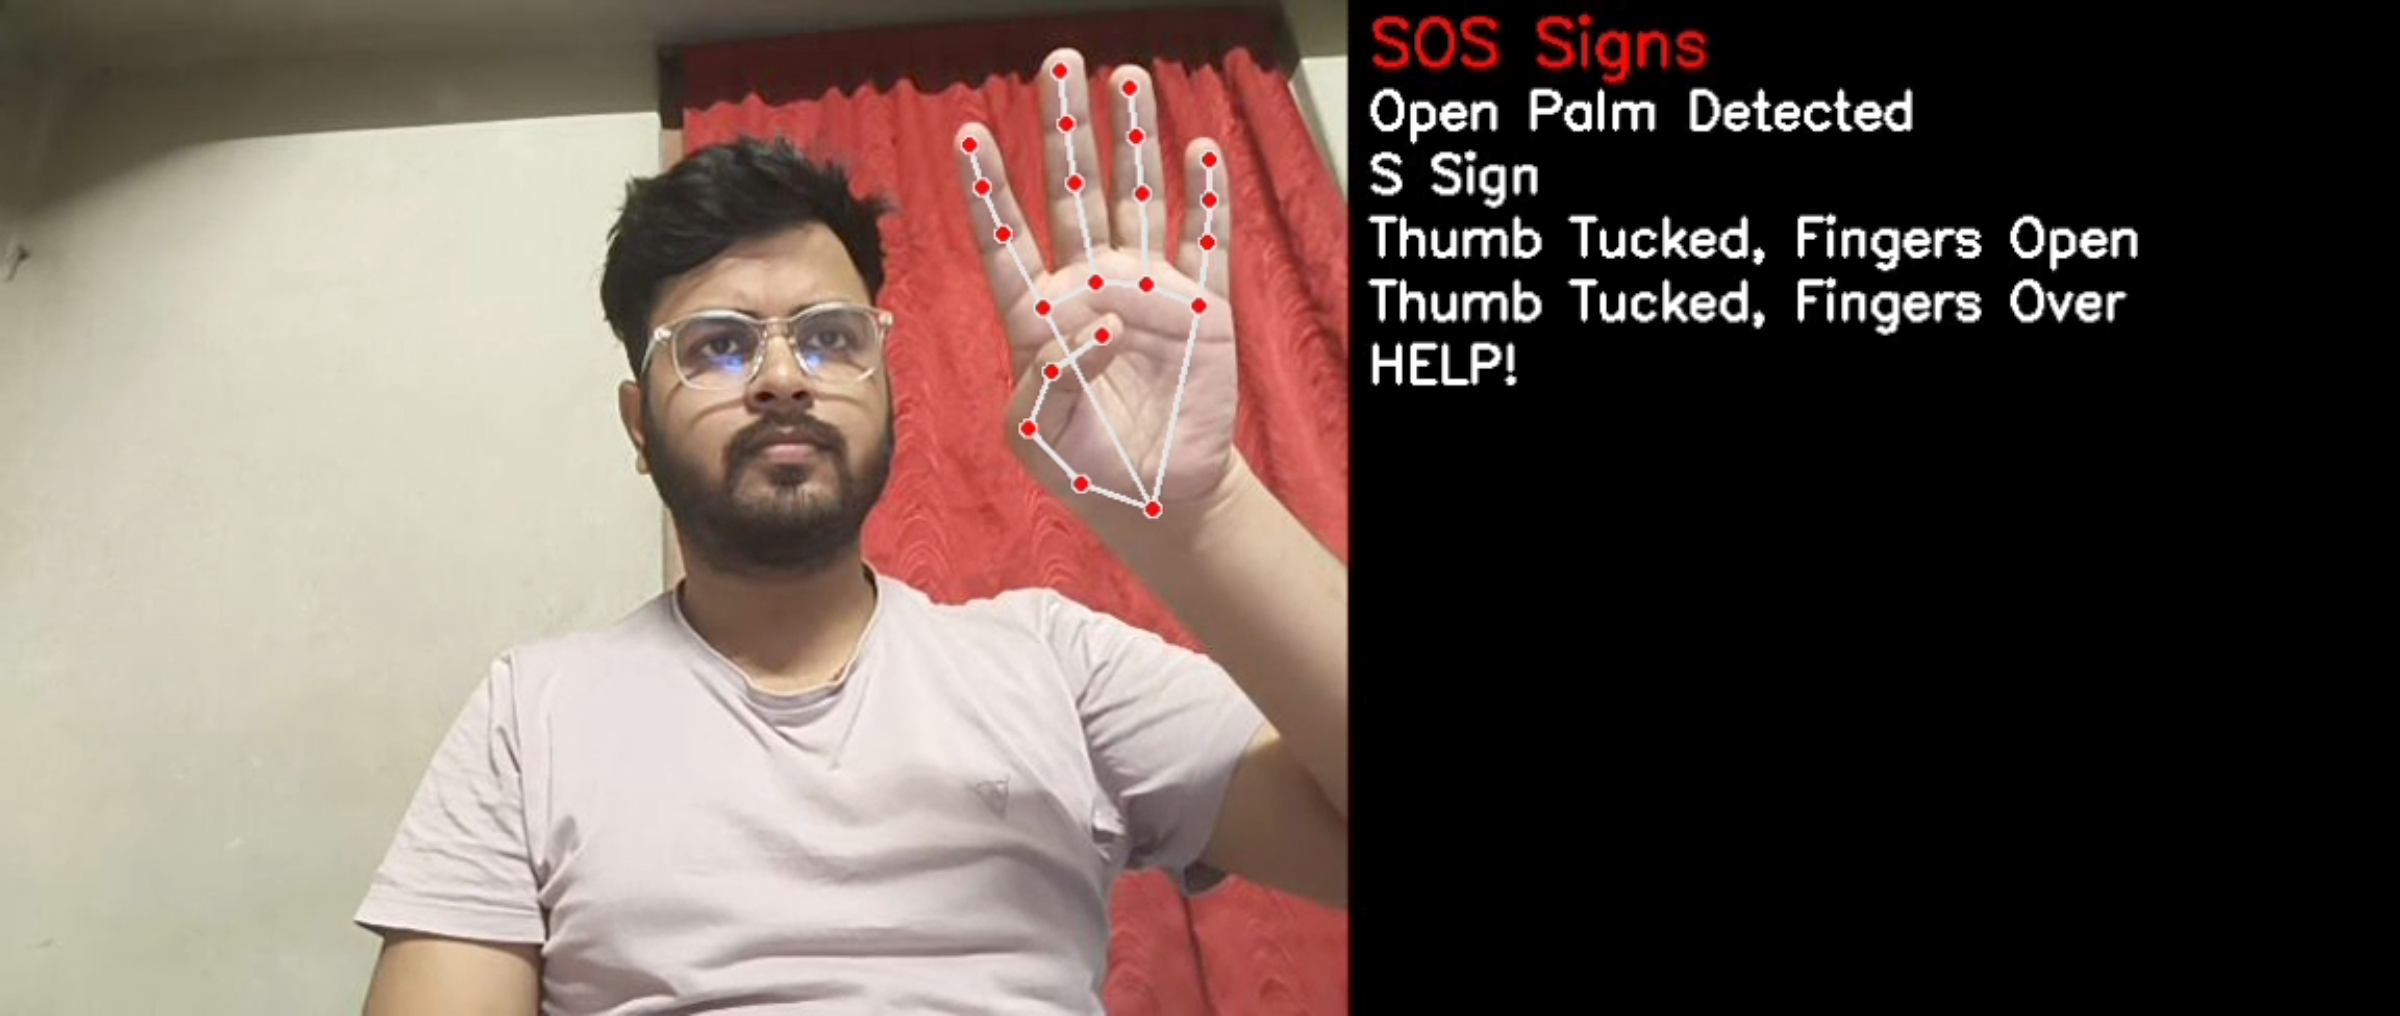 SOS Signs
Open Palm Detected
S Sign
Thumb Tucked, Fingers Open
Thumb Tucked, Fingers Over
HELP!